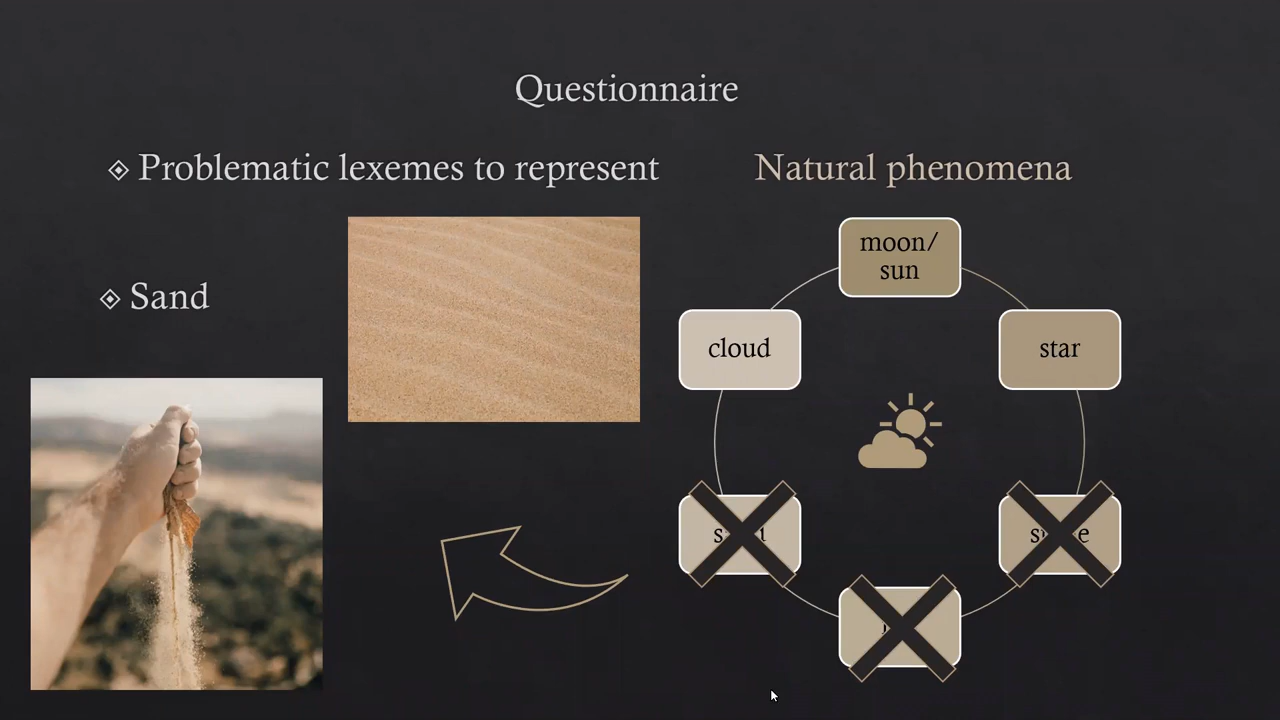 Questionnaire
Problematic lexemes to represent
Natural phenomena
Sand
moon/
sun
cloud
star